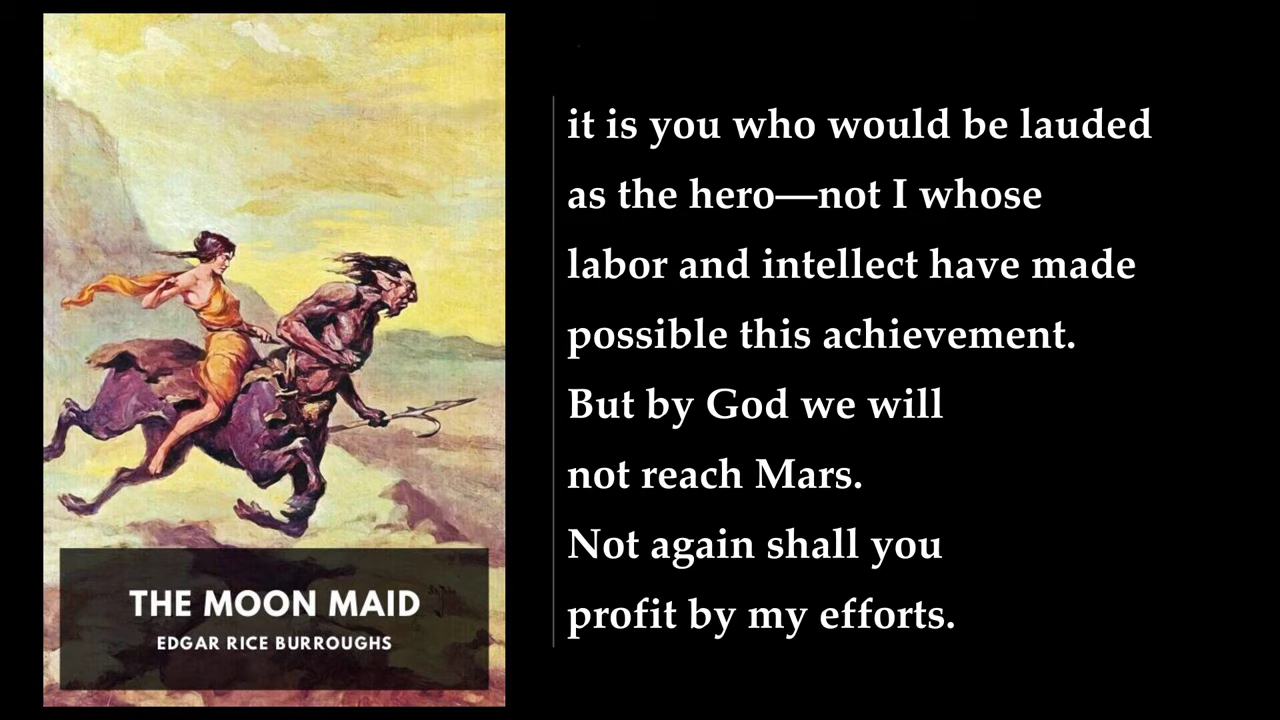 THE MOON MAID
EDGAR RICE BURROUGHS
it is you who would be lauded
as the hero—not I whose
labor and intellect have made
possible this achievement.
But by God we will
not reach Mars.
Not again shall you
profit by my efforts.